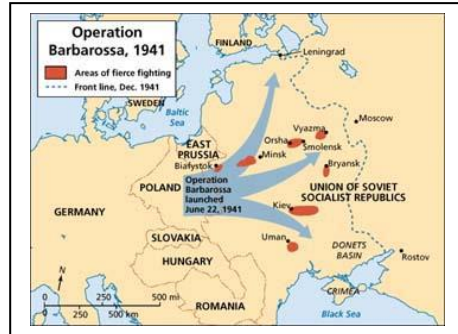 Operation
Barbarossa, 1941
Areas of fierce fighting
Front line, Dec. 1941
FINLAND
Leningrad
SWEDEN
Baltic
Sea
Moscow
Vyazma
Orsha
Smolensk
EAST
PRUSSIA
Minsk
Bialystok
Bryansk
Operation
Barbarossa
launched
June 22, 1941
POLAND
UNION OF SOVIET
SOCIALIST REPUBLICS
GERMANY
Kiev
SLOVAKIA
Uman
DONETS
BASIN
HUNGARY
Rostov
N
CRIMEA
0 250 500 mi
0 250 500 km
ROMANIA
Black Sea